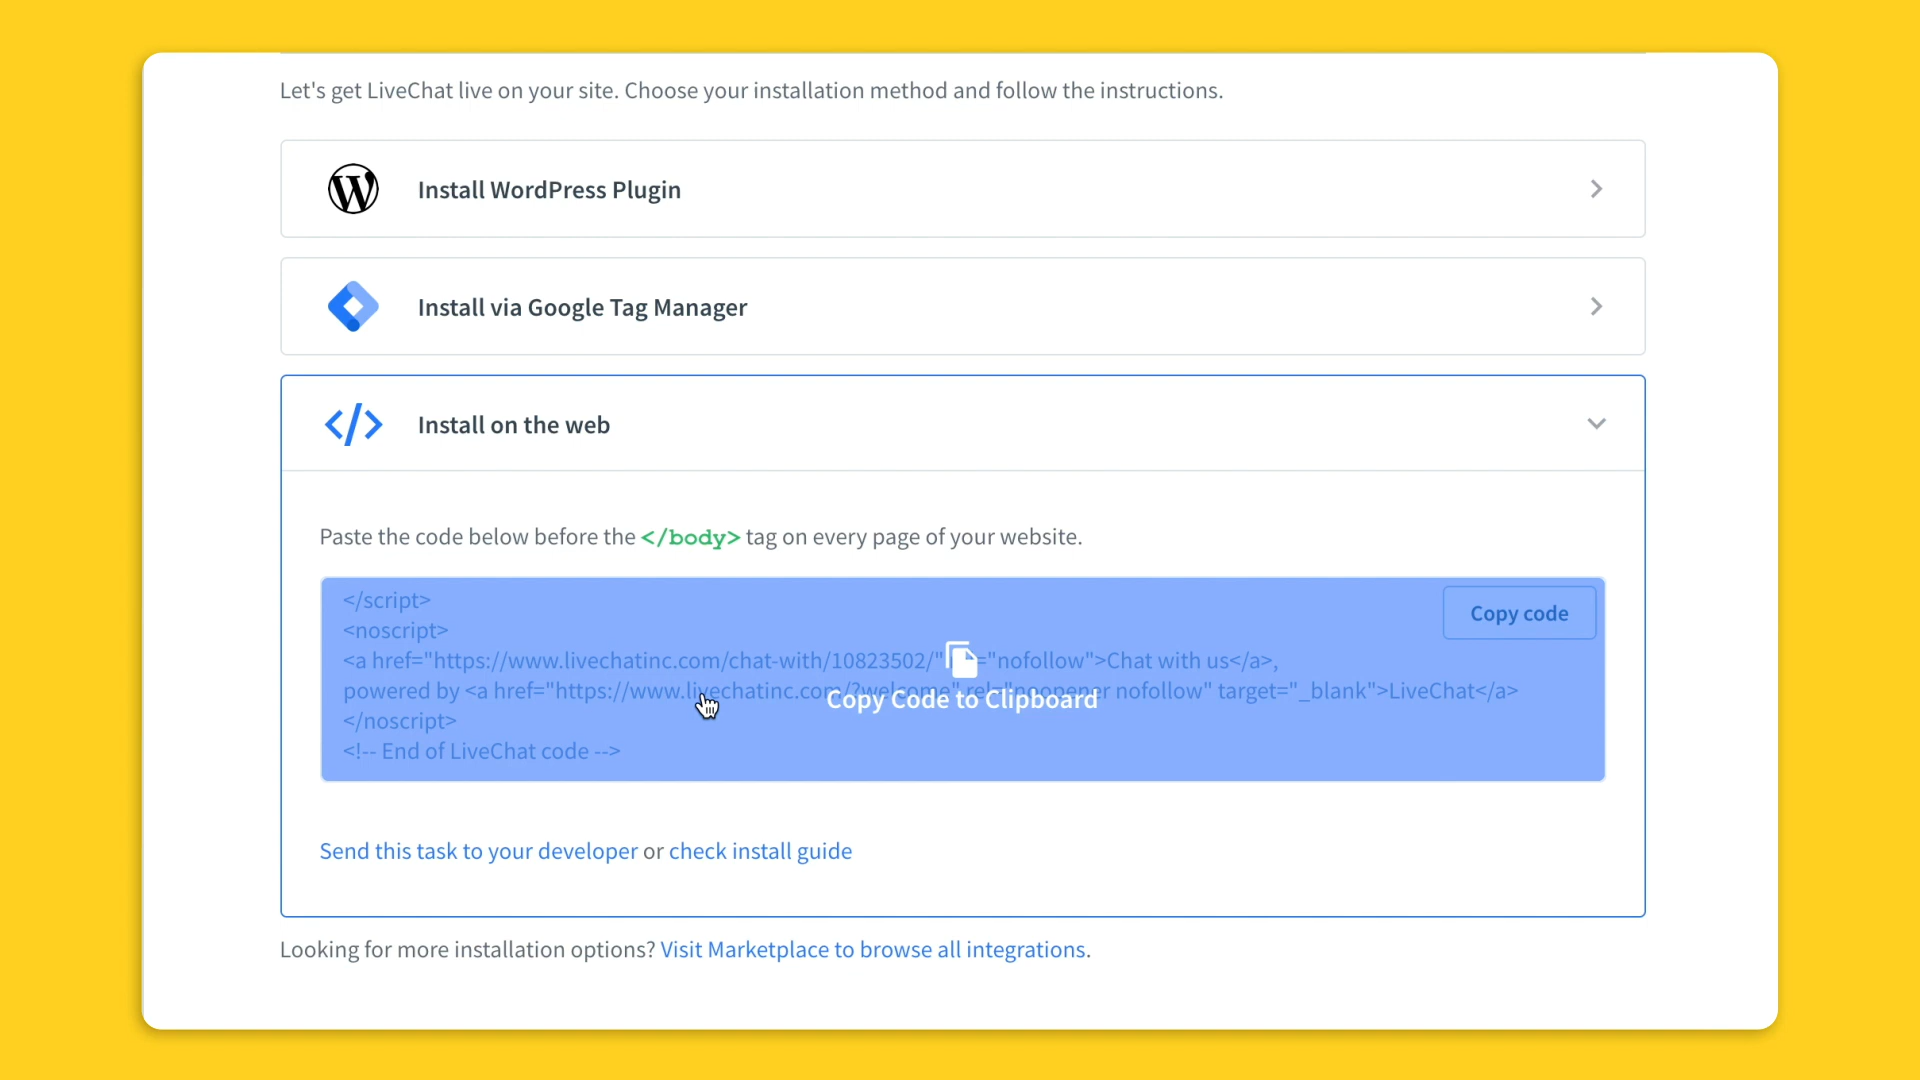 Let's get LiveChat live on your site. Choose your installation method and follow the instructions.
Install WordPress Plugin
Install via Google Tag Manager
Install on the web
Paste the code below before the </body> tag on every page of your website.
</script>
Copy code
<noscript>
<a href="https://www.livechatinc.com/chat-with/10823502/" ="nofollow">Chat with us</a>,
powered by <a href="https://www.livechatinc.com/?welcome" rel="noopener nofollow" target="_blank">LiveChat</a>
Copy Code to Clipboard
</noscript>
<!-- End of LiveChat code -->
Send this task to your developer or check install guide
Looking for more installation options? Visit Marketplace to browse all integrations.